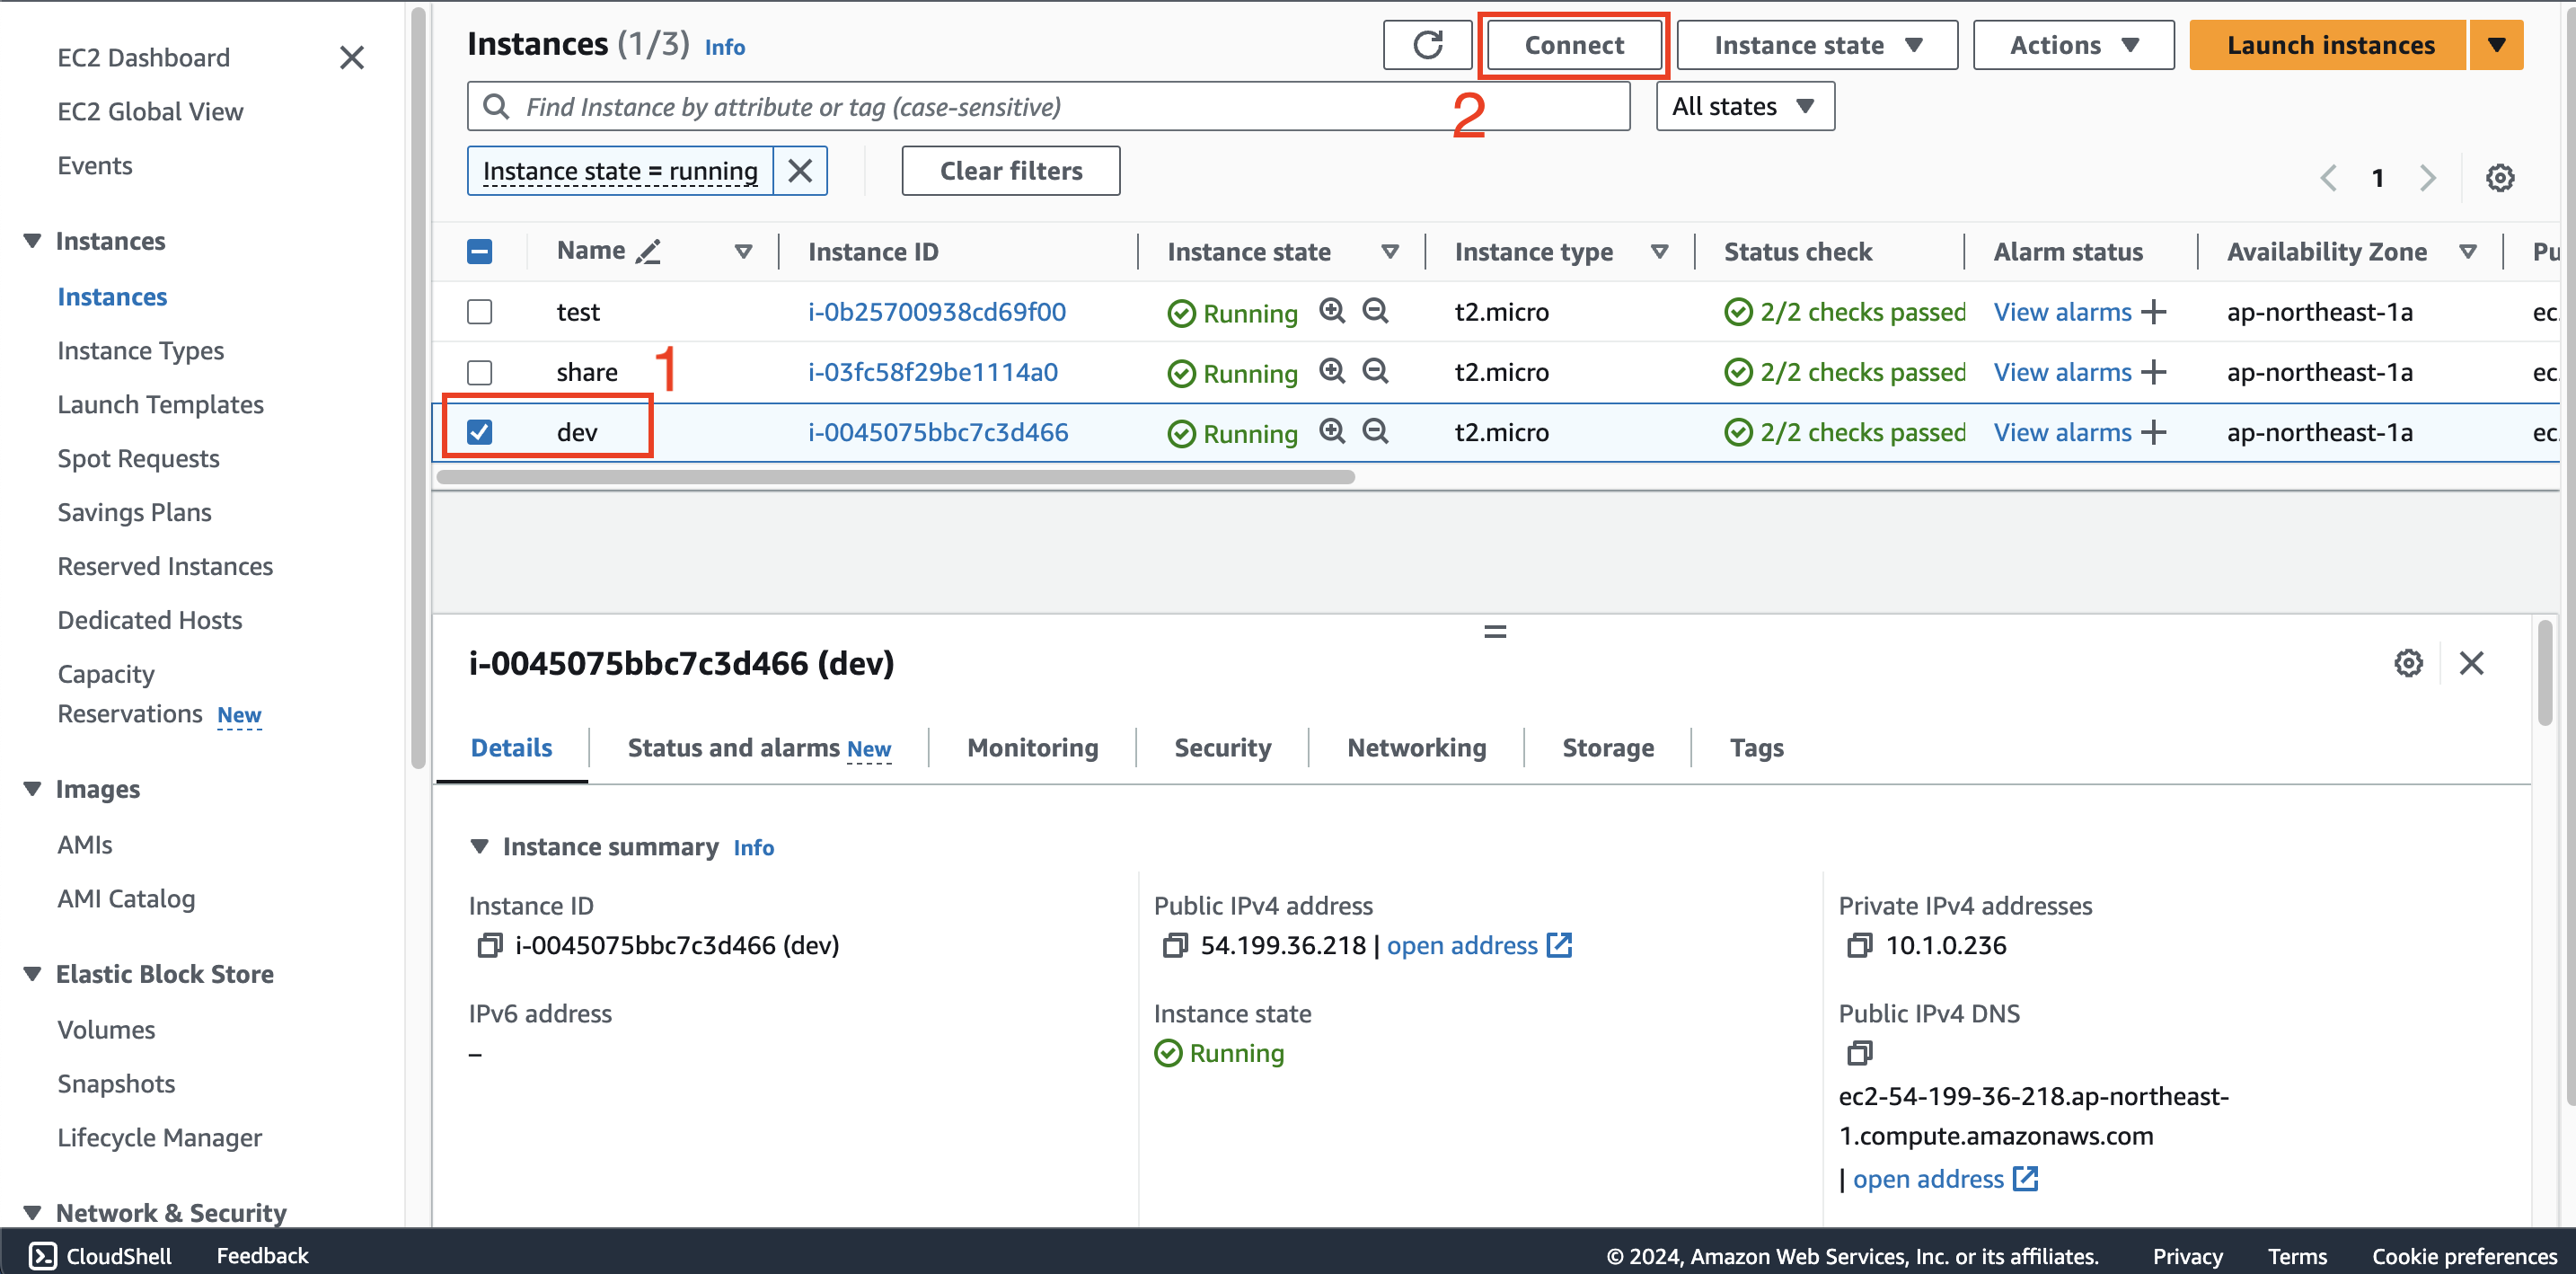 EC2 Dashboard
EC2 Global View
Events
Instances
Instances
Instance Types
Launch Templates
Spot Requests
Savings Plans
Reserved Instances
Dedicated Hosts
Capacity
Reservations New
Images
AMIs
AMI Catalog
Elastic Block Store
Volumes
Snapshots
Lifecycle Manager
Network & Security
Instances (1/3) Info
Connect
Instance state
Actions
Launch instances
Find Instance by attribute or tag (case-sensitive)
2
All states
Instance state = running
Clear filters
1
Name Instance ID Instance state Instance type Status check Alarm status Availability Zone Pu
test i-0b25700938cd69f00 Running t2.micro 2/2 checks passed View alarms ap-northeast-1a ec
share 1 i-03fc58f29be1114a0 Running t2.micro 2/2 checks passed View alarms ap-northeast-1a ec
dev i-0045075bbc7c3d466 Running t2.micro 2/2 checks passed View alarms ap-northeast-1a ec
i-0045075bbc7c3d466 (dev)
Details Status and alarms New Monitoring Security Networking Storage Tags
Instance summary Info
Instance ID
i-0045075bbc7c3d466 (dev)
Public IPv4 address
54.199.36.218 | open address
Private IPv4 addresses
10.1.0.236
IPv6 address
–
Instance state
Running
Public IPv4 DNS
ec2-54-199-36-218.ap-northeast-
1.compute.amazonaws.com
| open address
CloudShell Feedback © 2024, Amazon Web Services, Inc. or its affiliates. Privacy Terms Cookie preferences